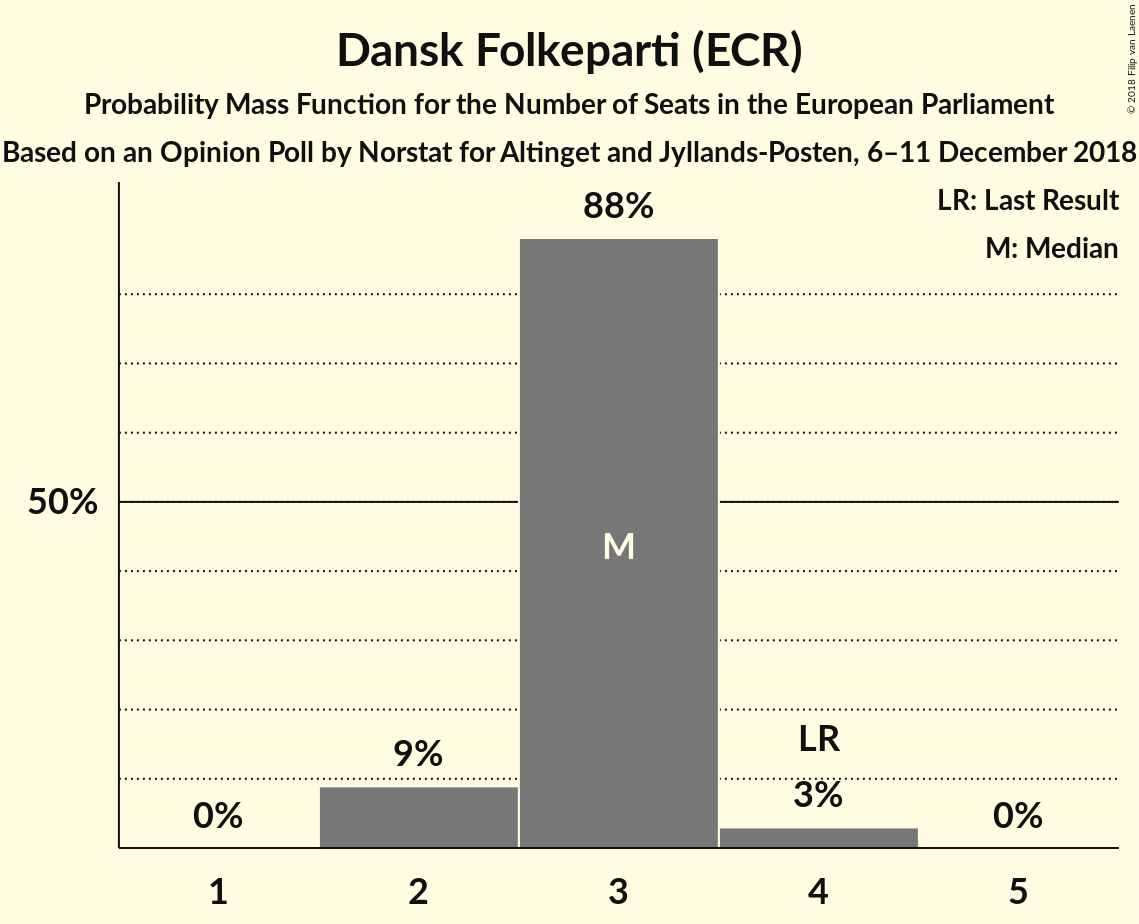 Dansk Folkeparti (ECR)
Probability Mass Function for the Number of Seats in the European Parliament
Based on an Opinion Poll by Norstat for Altinget and Jyllands-Posten, 6–11 December 2018
© 2018 Filip van Laenen
LR: Last Result
M: Median
88%
50%
M
LR
9%
3%
0%
0%
1 2 3 4 5